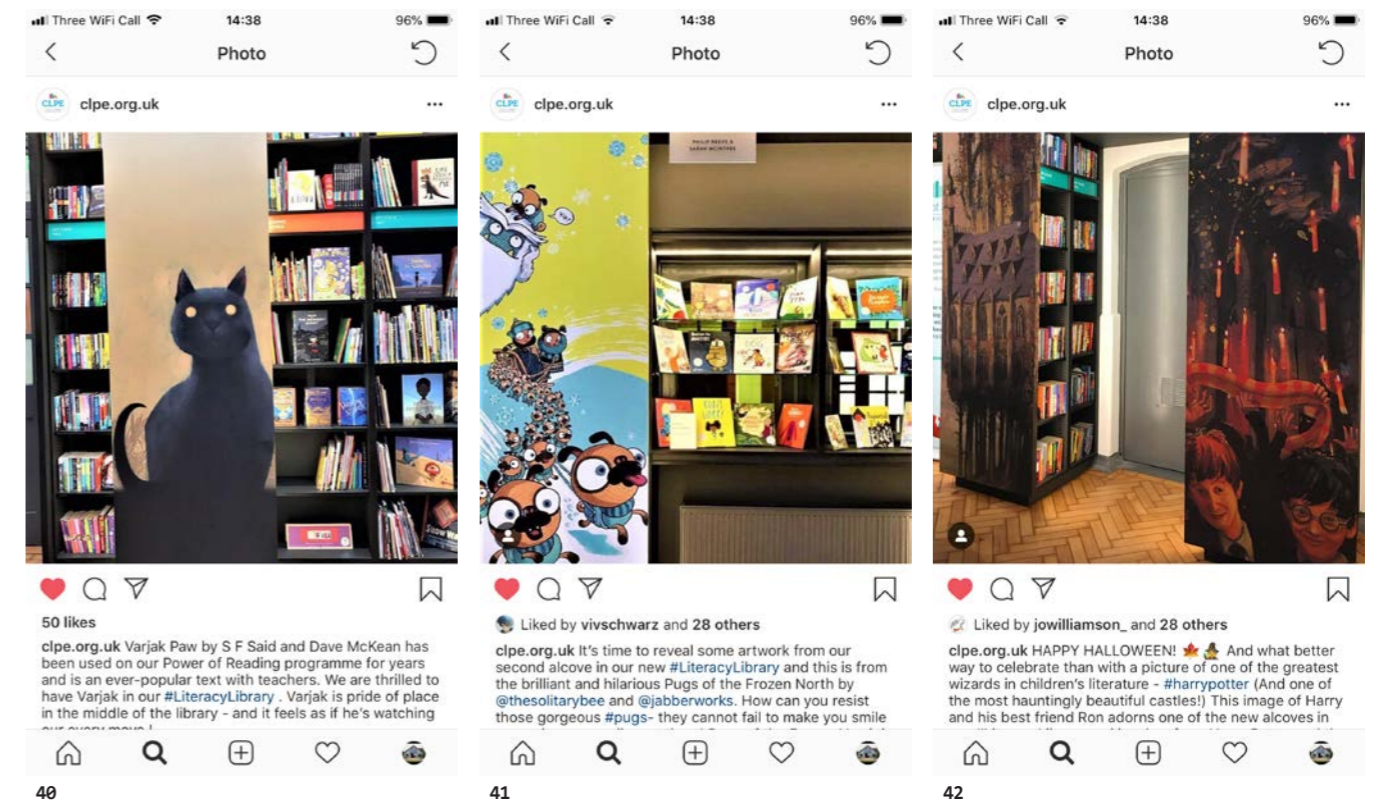 Three WiFi Call 14:38 96%
Photo
CLPE clpe.org.uk
50 likes
clpe.org.uk Varjak Paw by S F Said and Dave McKean has
been used on our Power of Reading programme for years
and is an ever-popular text with teachers. We are thrilled to
have Varjak in our #LiteracyLibrary . Varjak is pride of place
in the middle of the library - and it feels as if he's watching
our every move !
40
Three WiFi Call 14:38 96%
Photo
CLPE clpe.org.uk
PHILIP REEVE &
SARAH MCINTYRE
Liked by vivschwarz and 28 others
clpe.org.uk It's time to reveal some artwork from our
second alcove in our new #LiteracyLibrary and this is from
the brilliant and hilarious Pugs of the Frozen North by
@thesolitarybee and @jabberworks. How can you resist
those gorgeous #pugs- they cannot fail to make you smile
41
Three WiFi Call 14:38 96%
Photo
CLPE clpe.org.uk
Liked by jowilliamson_ and 28 others
clpe.org.uk HAPPY HALLOWEEN! 🍁 And what better
way to celebrate than with a picture of one of the greatest
wizards in children's literature - #harrypotter (And one of
the most hauntingly beautiful castles!) This image of Harry
and his best friend Ron adorns one of the new alcoves in
42